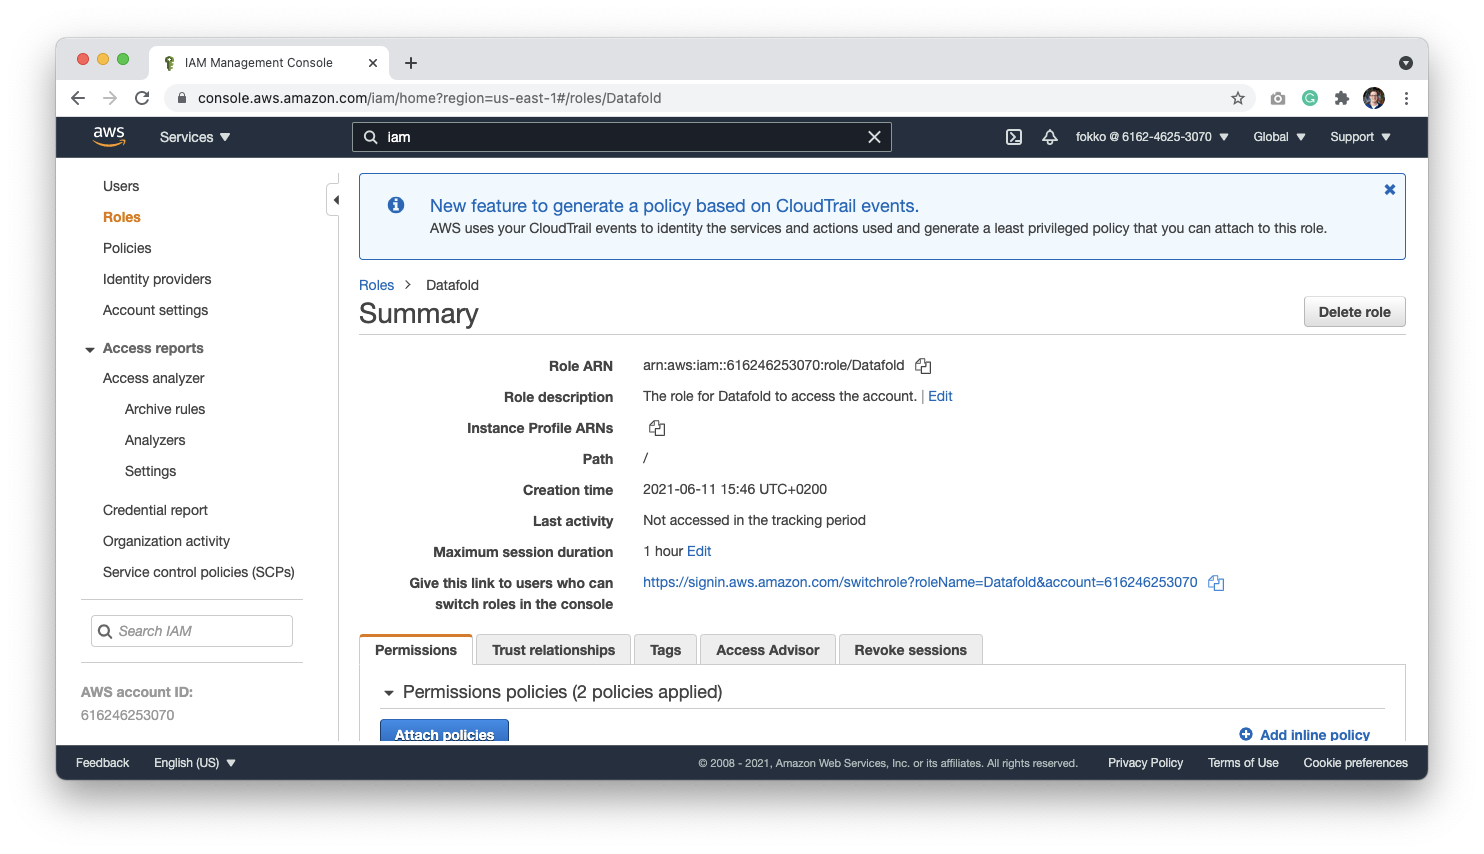 IAM Management Console
console.aws.amazon.com/iam/home?region=us-east-1#/roles/Datafold
aws
Services
iam
fokko @ 6162-4625-3070
Global
Support
Users
Roles
Policies
Identity providers
Account settings
Access reports
Access analyzer
Archive rules
Analyzers
Settings
Credential report
Organization activity
Service control policies (SCPs)
Search IAM
AWS account ID:
616246253070
New feature to generate a policy based on CloudTrail events.
AWS uses your CloudTrail events to identity the services and actions used and generate a least privileged policy that you can attach to this role.
Roles > Datafold
Summary
Delete role
Role ARN arn:aws:iam::616246253070:role/Datafold
Role description The role for Datafold to access the account. | Edit
Instance Profile ARNs
Path /
Creation time 2021-06-11 15:46 UTC+0200
Last activity Not accessed in the tracking period
Maximum session duration 1 hour Edit
Give this link to users who can https://signin.aws.amazon.com/switchrole?roleName=Datafold&account=616246253070
switch roles in the console
Permissions Trust relationships Tags Access Advisor Revoke sessions
Permissions policies (2 policies applied)
Attach policies Add inline policy
Feedback English (US) © 2008 - 2021, Amazon Web Services, Inc. or its affiliates. All rights reserved. Privacy Policy Terms of Use Cookie preferences